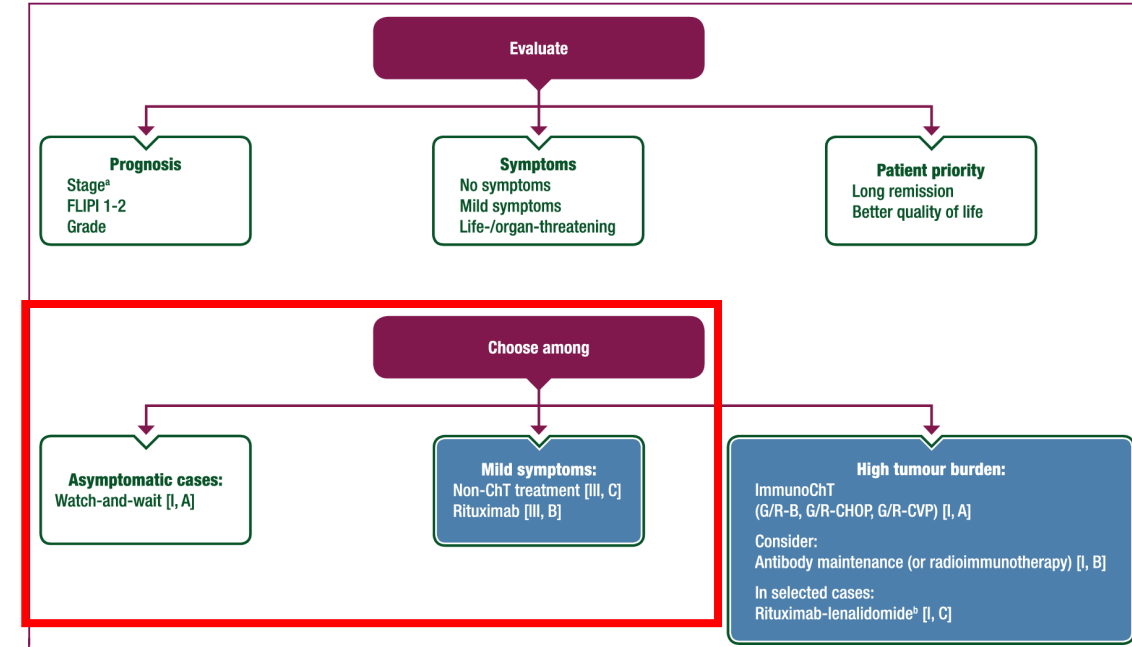 Evaluate
Prognosis
Stageᵃ
FLIPI 1-2
Grade
Symptoms
No symptoms
Mild symptoms
Life-/organ-threatening
Patient priority
Long remission
Better quality of life
Choose among
Asymptomatic cases:
Watch-and-wait [I, A]
Mild symptoms:
Non-ChT treatment [III, C]
Rituximab [III, B]
High tumour burden:
ImmunoChT
(G/R-B, G/R-CHOP, G/R-CVP) [I, A]
Consider:
Antibody maintenance (or radioimmunotherapy) [I, B]
In selected cases:
Rituximab-lenalidomideᵇ [I, C]